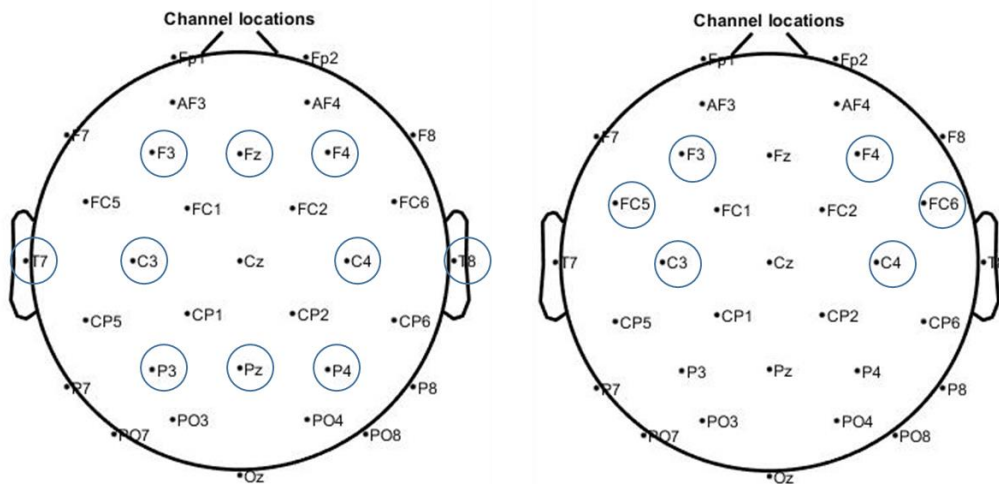 Channel locations
Fp1 Fp2
AF3 AF4
F7 F8
F3 Fz F4
FC5 FC1 FC2 FC6
T7 C3 Cz C4 T8
CP5 CP1 CP2 CP6
P3 Pz P4
P7 P8
PO3 PO4
PO7 PO8
Oz
Channel locations
Fp1 Fp2
AF3 AF4
F7 F8
F3 Fz F4
FC5 FC1 FC2 FC6
T7 C3 Cz C4
CP5 CP1 CP2 CP6
P3 Pz P4
P7 P8
PO3 PO4
PO7 PO8
Oz